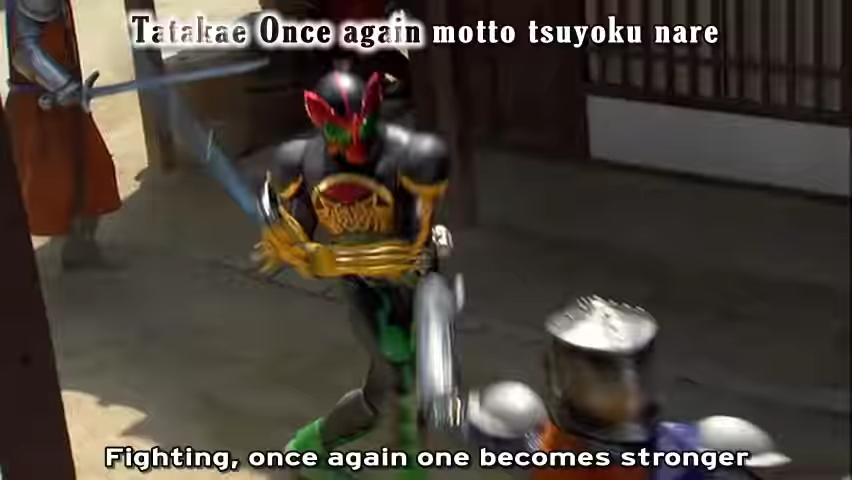 Tatakae Once again motto tsuyoku nare
Fighting, once again one becomes stronger